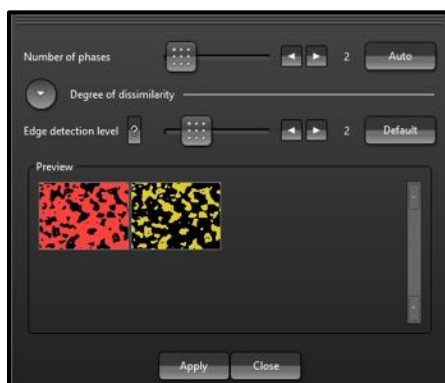 Number of phases 2 Auto
Degree of dissimilarity
Edge detection level ? 2 Default
Preview
Apply Close